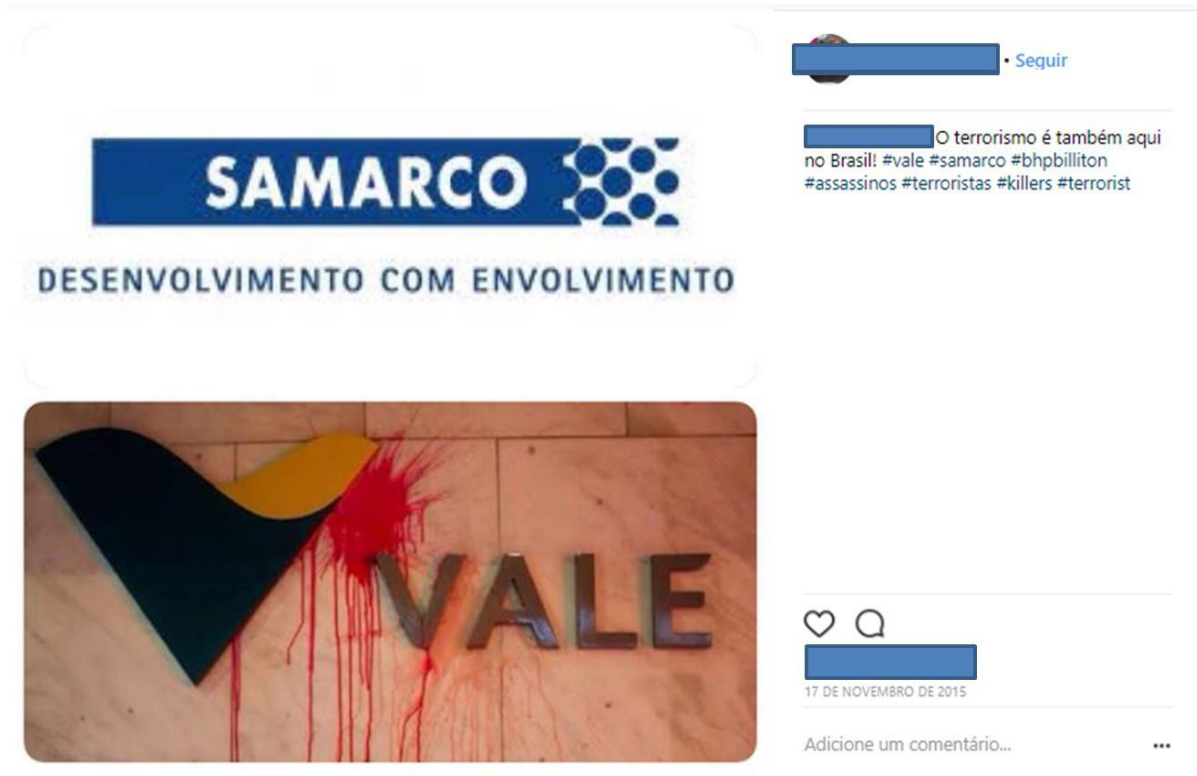 SAMARCO
DESENVOLVIMENTO COM ENVOLVIMENTO
VALE
• Seguir
O terrorismo é também aqui
no Brasil! #vale #samarco #bhpbilliton
#assassinos #terroristas #killers #terrorist
17 DE NOVEMBRO DE 2015
Adicione um comentário...